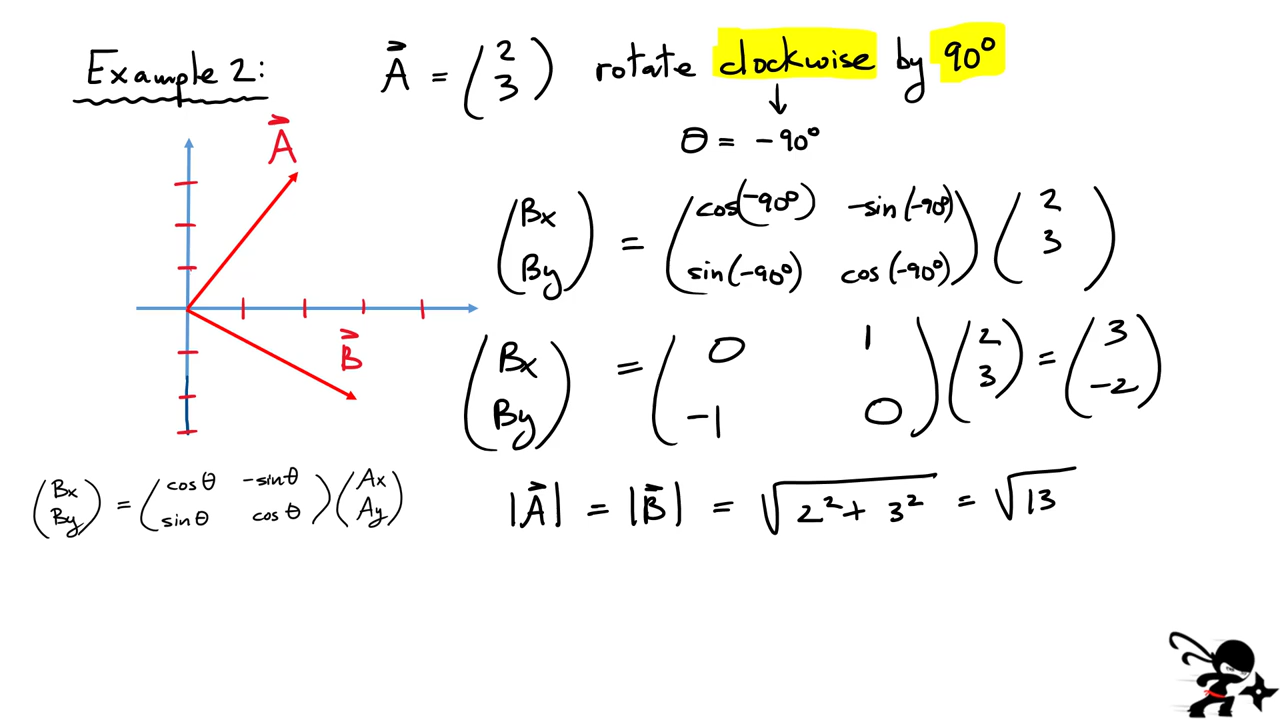 Example 2:
A⃗ = (2 3) rotate clockwise by 90°
θ = -90°
A⃗
B⃗
(Bx By) = (cos(-90°) -sin(-90°) sin(-90°) cos(-90°)) (2 3)
(Bx By) = (0 1 -1 0) (2 3) = (3 -2)
(Bx By) = (cosθ -sinθ sinθ cosθ) (Ax Ay)
|A⃗| = |B⃗| = √(2² + 3²) = √13